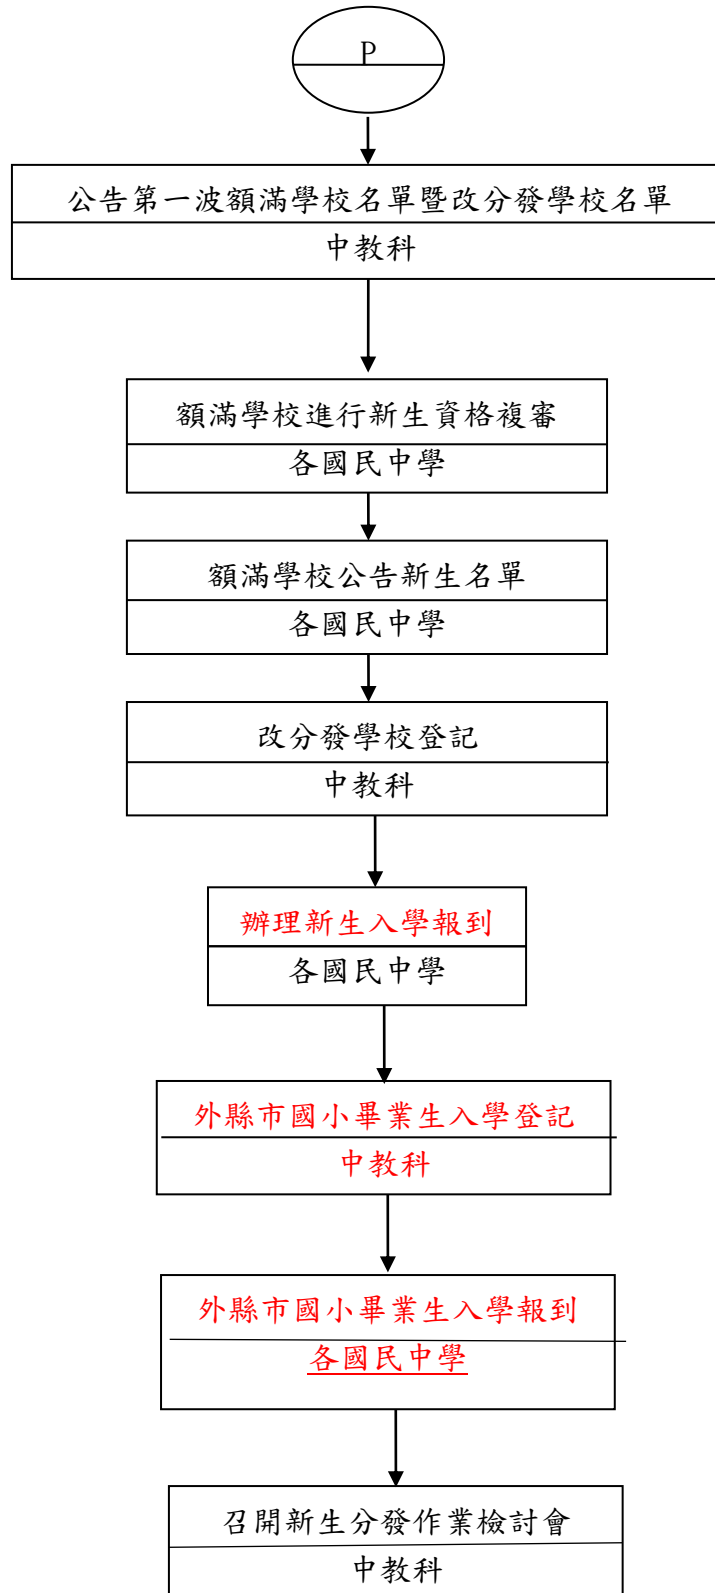 P
公告第一波額滿學校名單暨改分發學校名單
中教科
額滿學校進行新生資格複審
各國民中學
額滿學校公告新生名單
各國民中學
改分發學校登記
中教科
辦理新生入學報到
各國民中學
外縣市國小畢業生入學登記
中教科
外縣市國小畢業生入學報到
各國民中學
召開新生分發作業檢討會
中教科